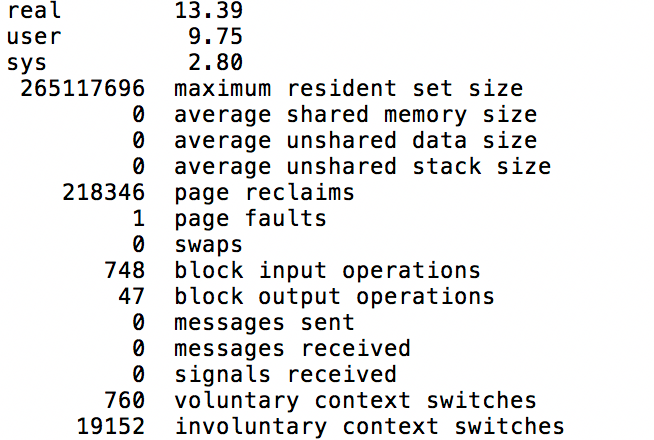 real 13.39
user 9.75
sys 2.80
265117696 maximum resident set size
0 average shared memory size
0 average unshared data size
0 average unshared stack size
218346 page reclaims
1 page faults
0 swaps
748 block input operations
47 block output operations
0 messages sent
0 messages received
0 signals received
760 voluntary context switches
19152 involuntary context switches